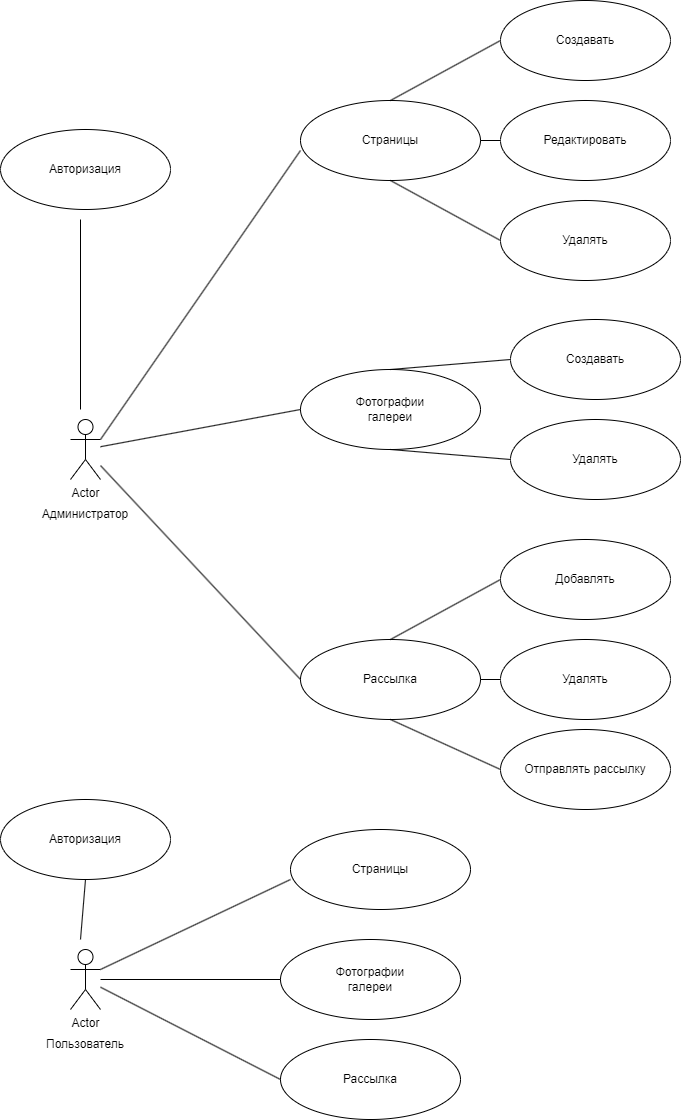 Создавать
Страницы
Редактировать
Авторизация
Удалять
Создавать
Фотографии
галереи
Удалять
Actor
Администратор
Добавлять
Рассылка
Удалять
Отправлять рассылку
Авторизация
Страницы
Фотографии
галереи
Actor
Пользователь
Рассылка